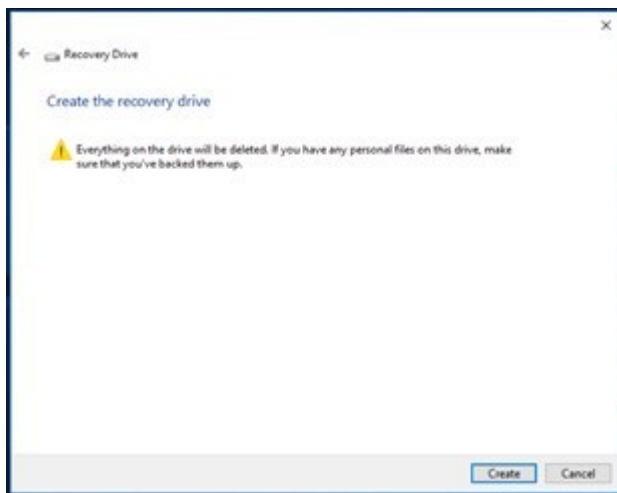 Recovery Drive
Create the recovery drive
Everything on the drive will be deleted. If you have any personal files on this drive, make
sure that you've backed them up.
Create Cancel